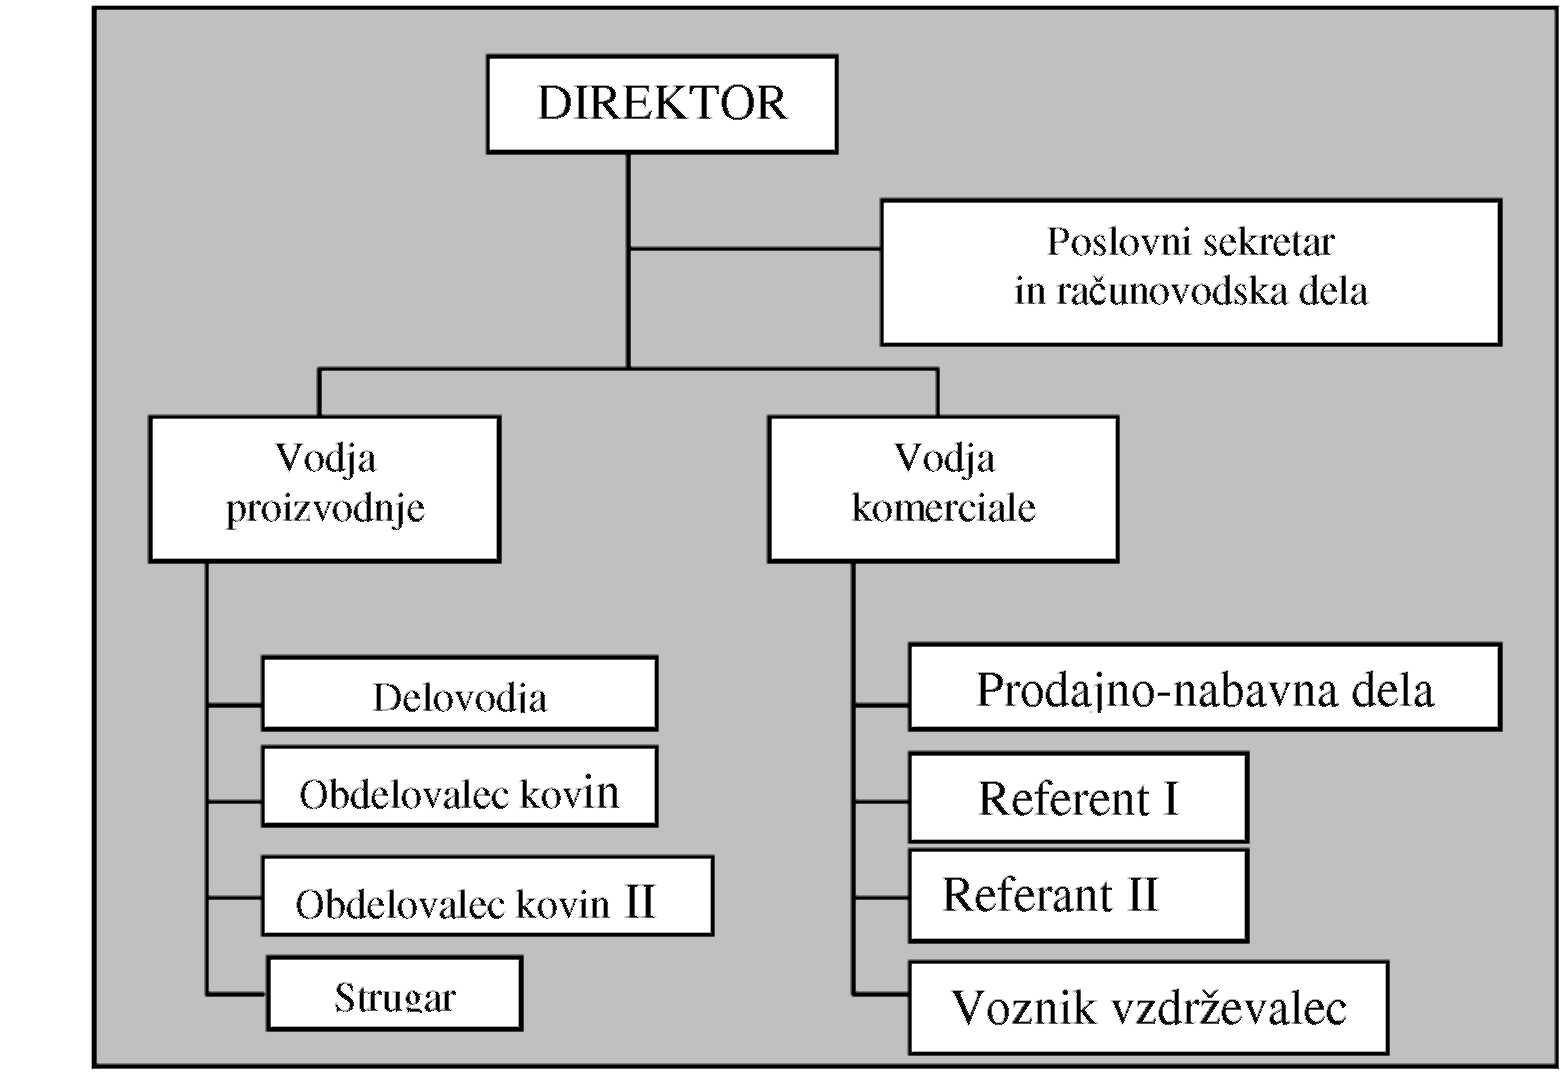 DIREKTOR
Poslovni sekretar
in računovodska dela
Vodja
proizvodnje
Vodja
komerciale
Delovodja
Obdelovalec kovin
Obdelovalec kovin II
Strugar
Prodajno-nabavna dela
Referent I
Referant II
Voznik vzdrževalec